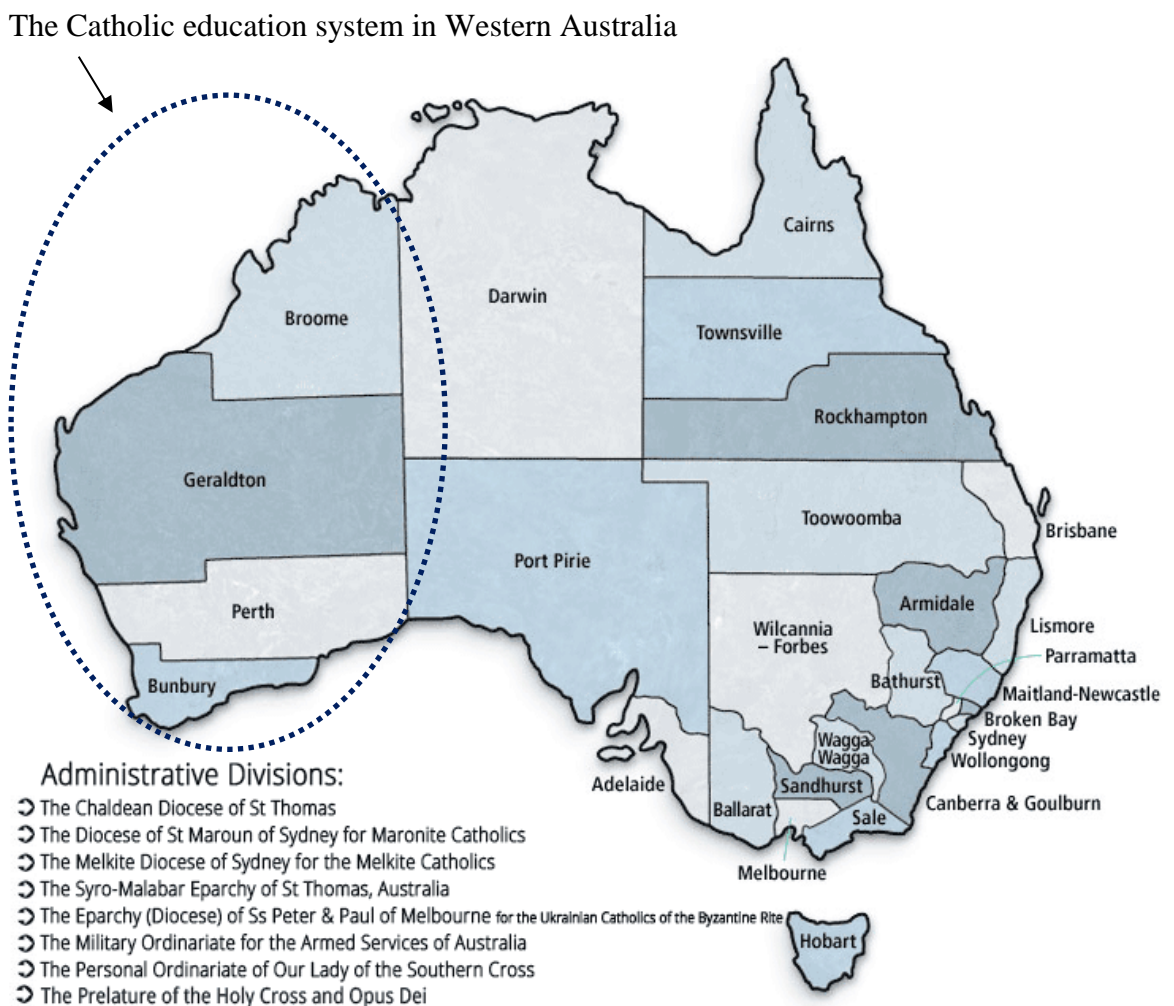 The Catholic education system in Western Australia
Cairns
Darwin
Broome
Townsville
Rockhampton
Geraldton
Toowoomba
Brisbane
Port Pirie
Armidale
Perth
Wilcannia
– Forbes
Lismore
Parramatta
Bathurst
Bunbury
Maitland-Newcastle
Broken Bay
Sydney
Wagga
Wagga
Wollongong
Adelaide
Sandhurst
Canberra & Goulburn
Ballarat
Sale
Melbourne
Hobart
Administrative Divisions:
The Chaldean Diocese of St Thomas
The Diocese of St Maroun of Sydney for Maronite Catholics
The Melkite Diocese of Sydney for the Melkite Catholics
The Syro-Malabar Eparchy of St Thomas, Australia
The Eparchy (Diocese) of Ss Peter & Paul of Melbourne for the Ukrainian Catholics of the Byzantine Rite
The Military Ordinariate for the Armed Services of Australia
The Personal Ordinariate of Our Lady of the Southern Cross
The Prelature of the Holy Cross and Opus Dei